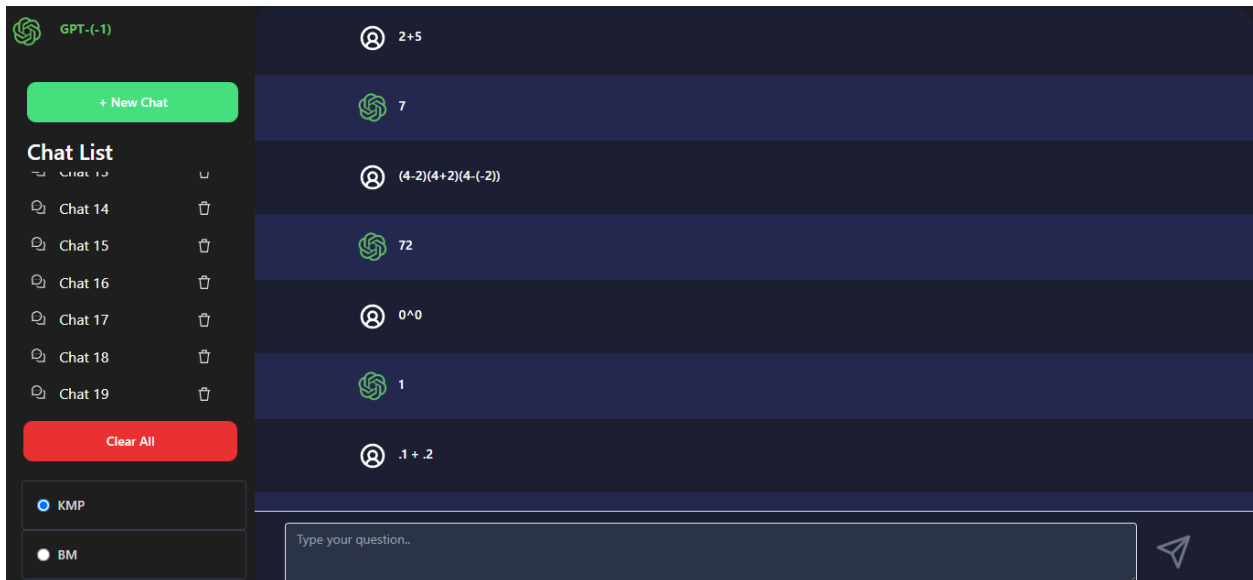 GPT-(-1)
+ New Chat
Chat List
Chat 13
Chat 14
Chat 15
Chat 16
Chat 17
Chat 18
Chat 19
Clear All
KMP
BM
2+5
7
(4-2)(4+2)(4-(-2))
72
0^0
1
.1 + .2
Type your question..